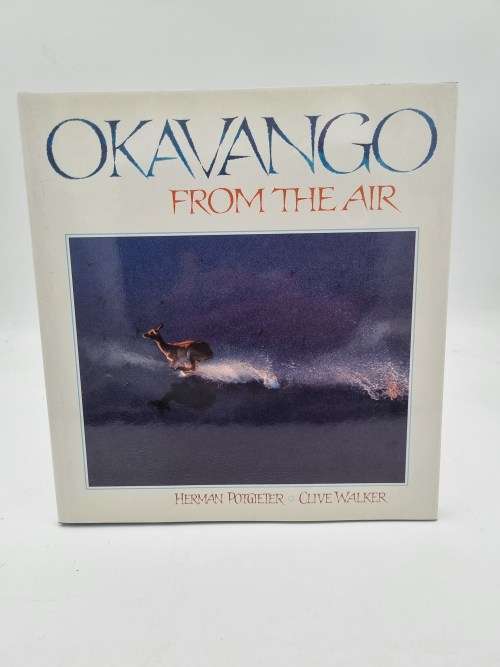 OKAVANGO
FROM THE AIR
HERMAN POTGIETER ○ CLIVE WALKER